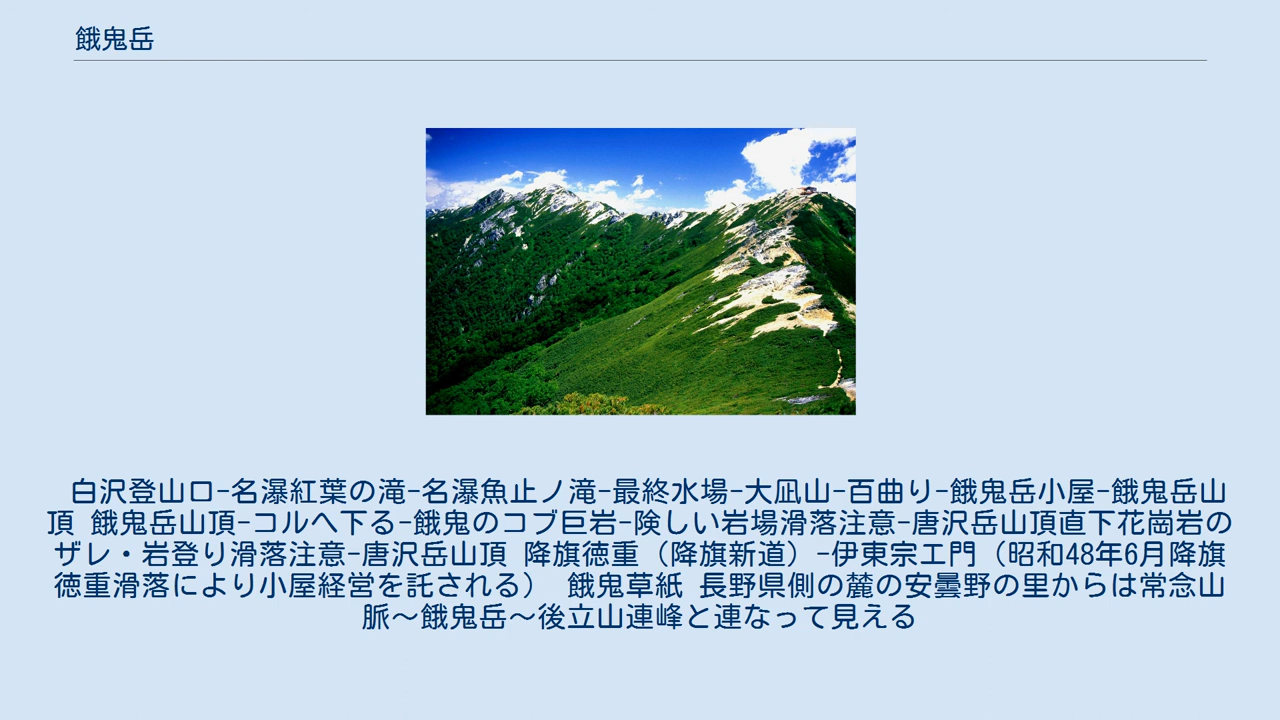 餓鬼岳
白沢登山口-名瀑紅葉の滝-名瀑魚止ノ滝-最終水場-大凪山-百曲り-餓鬼岳小屋-餓鬼岳山
頂 餓鬼岳山頂-コルへ下る-餓鬼のコブ巨岩-険しい岩場滑落注意-唐沢岳山頂直下花崗岩の
ザレ・岩登り滑落注意-唐沢岳山頂 降旗徳重（降旗新道）-伊東宗エ門（昭和48年6月降旗
徳重滑落により小屋経営を託される） 餓鬼草紙 長野県側の麓の安曇野の里からは常念山
脈～餓鬼岳～後立山連峰と連なって見える